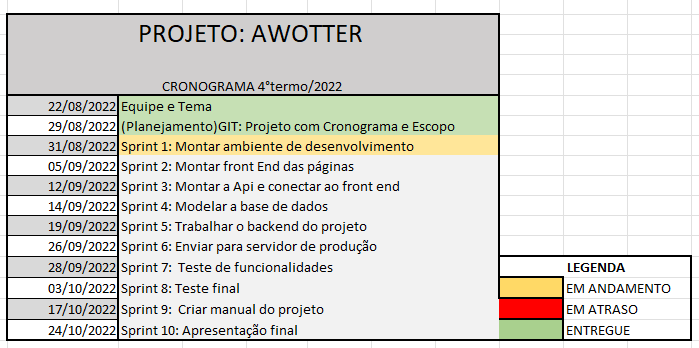 PROJETO: AWOTTER
CRONOGRAMA 4°termo/2022
22/08/2022 Equipe e Tema
29/08/2022 (Planejamento)GIT: Projeto com Cronograma e Escopo
31/08/2022 Sprint 1: Montar ambiente de desenvolvimento
05/09/2022 Sprint 2: Montar front End das páginas
12/09/2022 Sprint 3: Montar a Api e conectar ao front end
14/09/2022 Sprint 4: Modelar a base de dados
19/09/2022 Sprint 5: Trabalhar o backend do projeto
26/09/2022 Sprint 6: Enviar para servidor de produção
28/09/2022 Sprint 7: Teste de funcionalidades
03/10/2022 Sprint 8: Teste final
17/10/2022 Sprint 9: Criar manual do projeto
24/10/2022 Sprint 10: Apresentação final
LEGENDA
EM ANDAMENTO
EM ATRASO
ENTREGUE